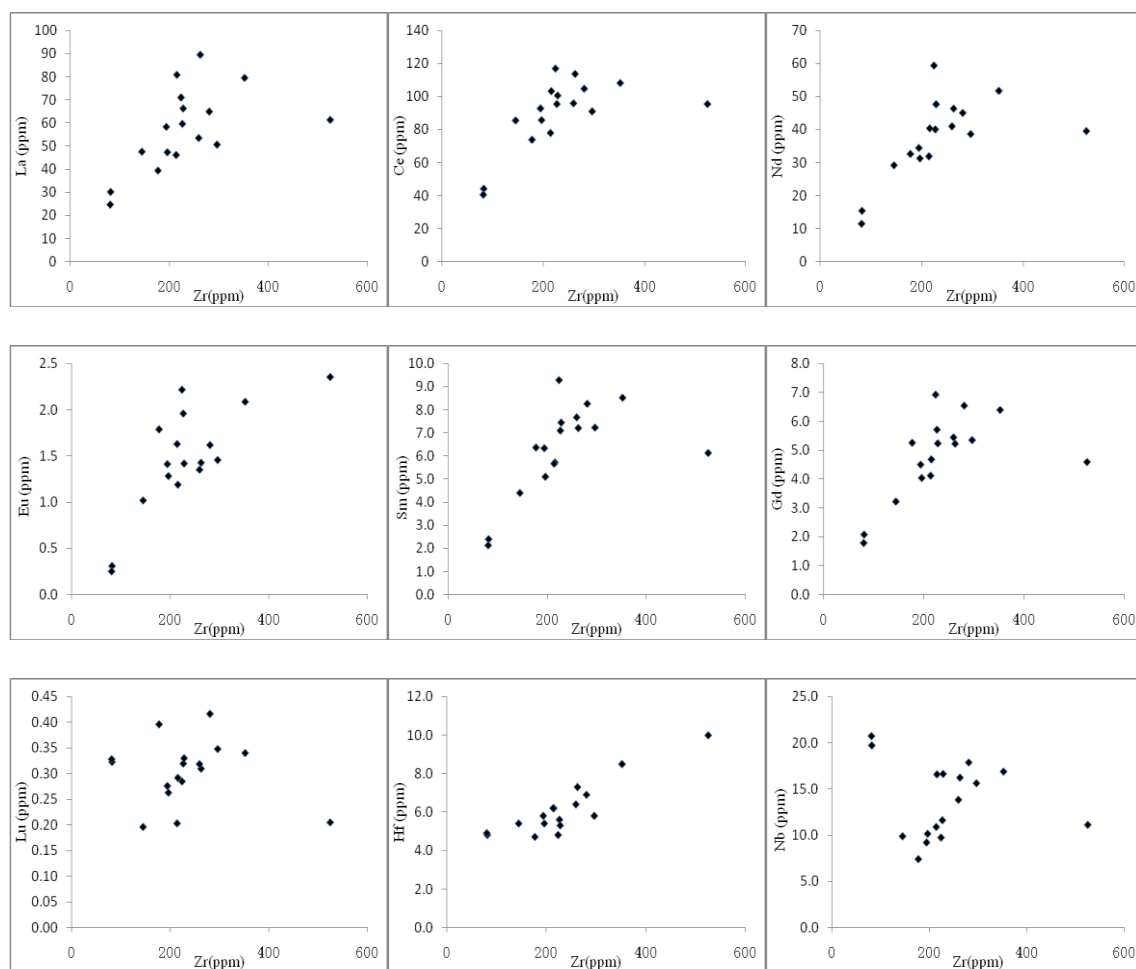 La (ppm)
100
90
80
70
60
50
40
30
20
10
0
0 200 400 600
Zr(ppm)
Ce (ppm)
140
120
100
80
60
40
20
0
0 200 400 600
Zr(ppm)
Nd (ppm)
70
60
50
40
30
20
10
0
0 200 400 600
Zr(ppm)
Eu (ppm)
2.5
2.0
1.5
1.0
0.5
0.0
0 200 400 600
Zr(ppm)
Sm (ppm)
10.0
9.0
8.0
7.0
6.0
5.0
4.0
3.0
2.0
1.0
0.0
0 200 400 600
Zr(ppm)
Gd (ppm)
8.0
7.0
6.0
5.0
4.0
3.0
2.0
1.0
0.0
0 200 400 600
Zr(ppm)
Lu (ppm)
0.45
0.40
0.35
0.30
0.25
0.20
0.15
0.10
0.05
0.00
0 200 400 600
Zr(ppm)
Hf (ppm)
12.0
10.0
8.0
6.0
4.0
2.0
0.0
0 200 400 600
Zr(ppm)
Nb (ppm)
25.0
20.0
15.0
10.0
5.0
0.0
0 200 400 600
Zr(ppm)